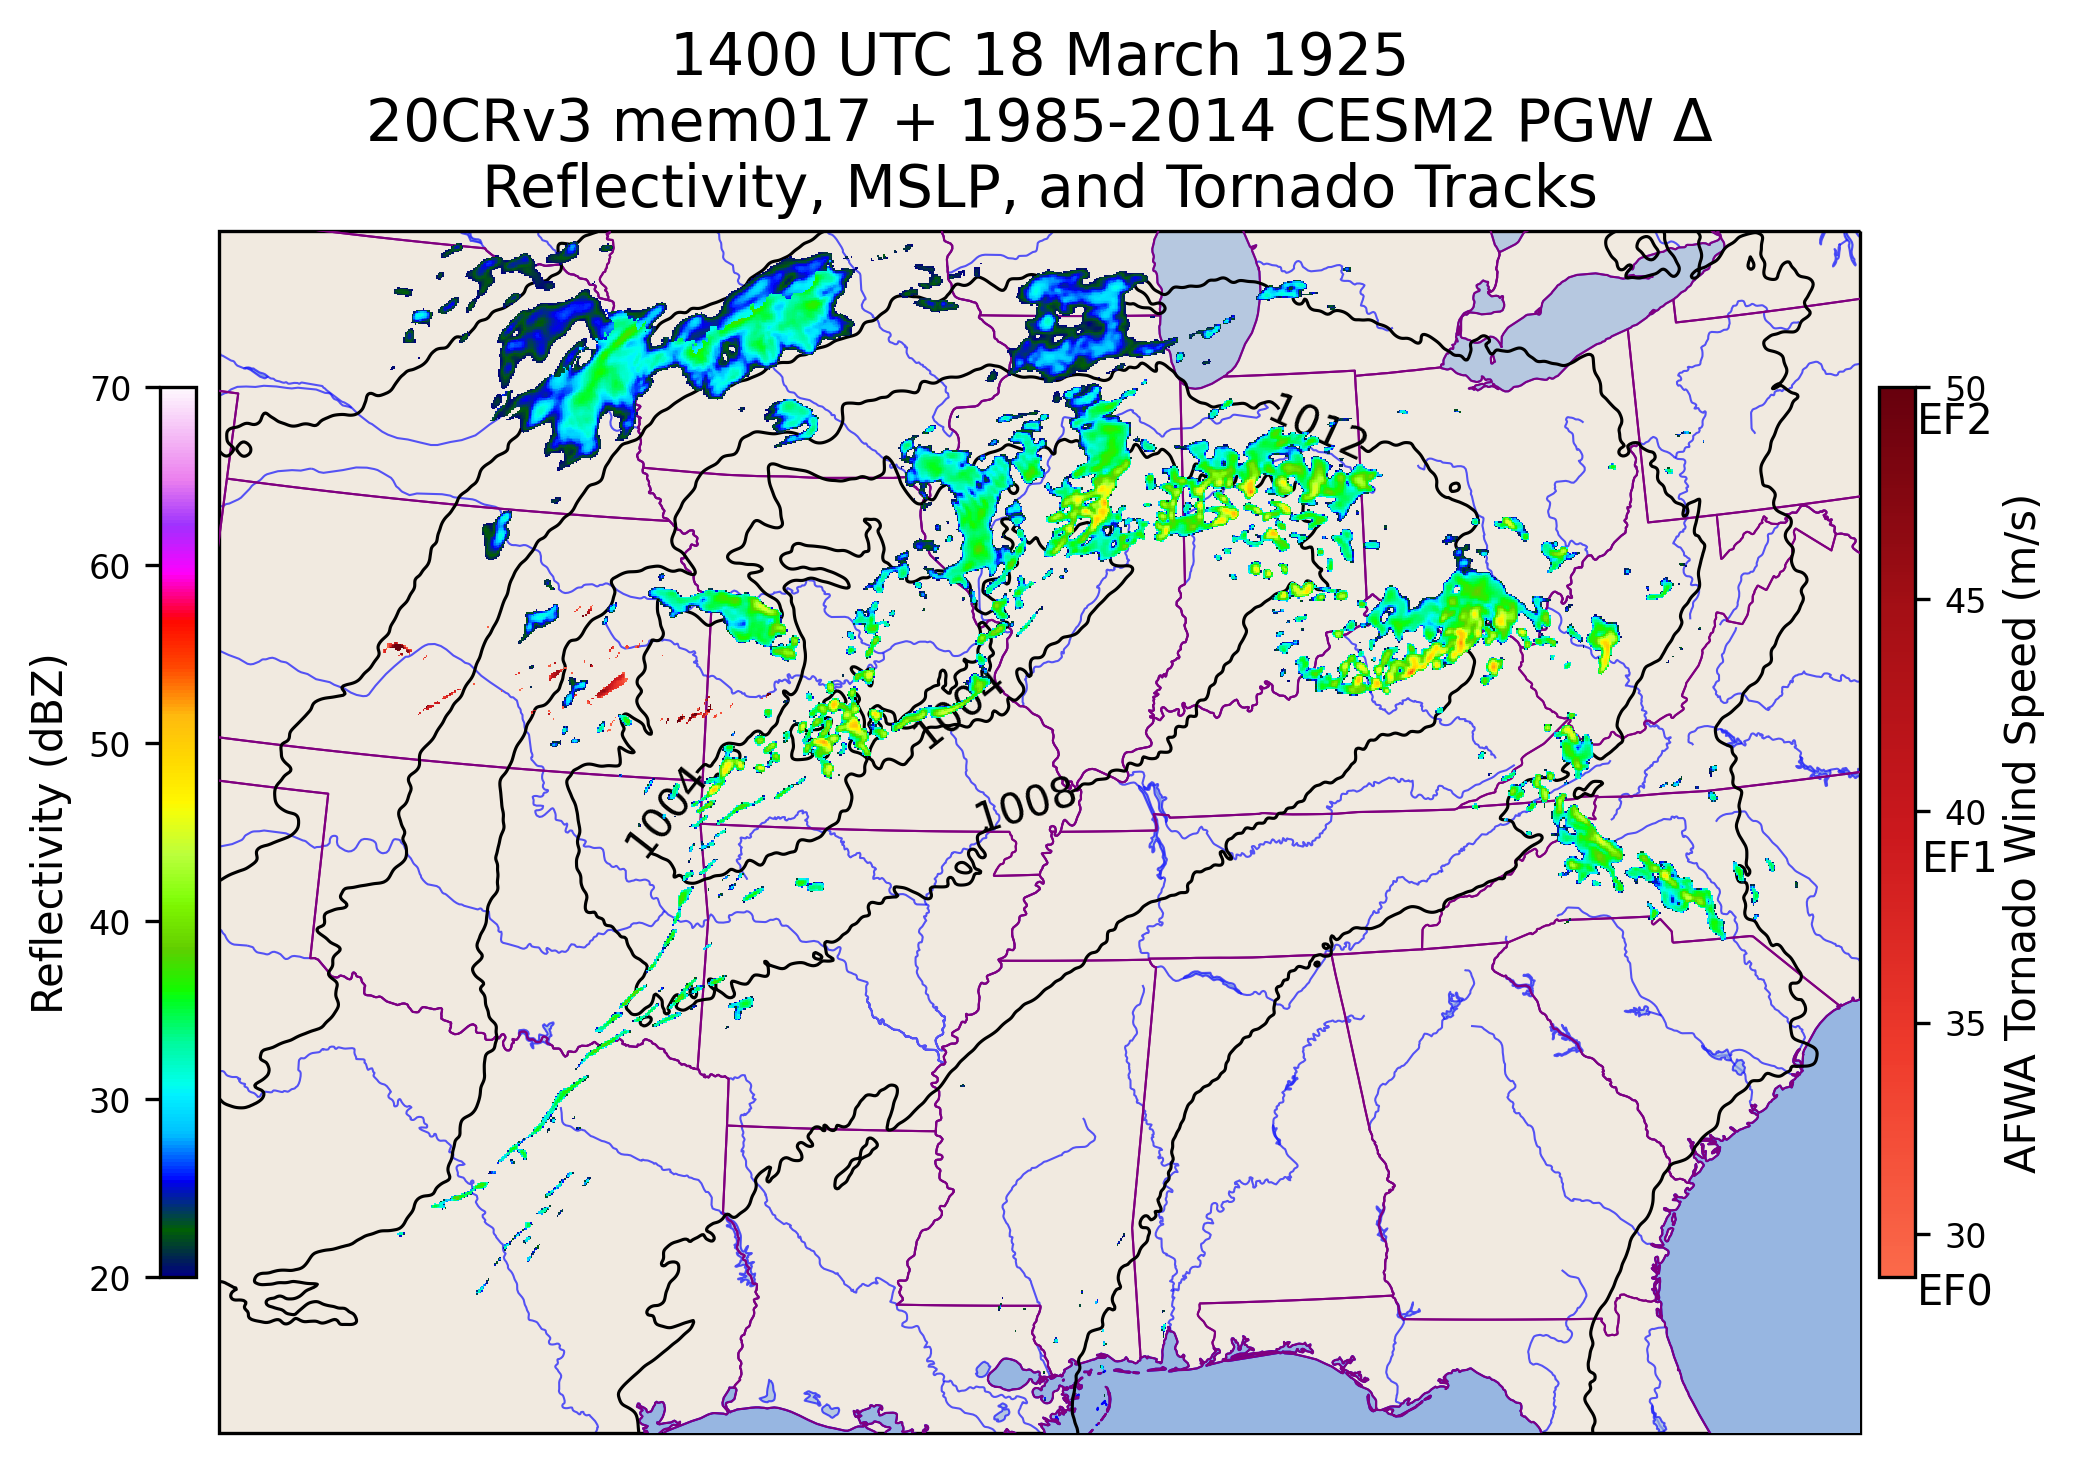 1400 UTC 18 March 1925
20CRv3 mem017 + 1985-2014 CESM2 PGW Δ
Reflectivity, MSLP, and Tornado Tracks
70
60
50
40
30
20
Reflectivity (dBZ)
1012
1004
1004
1008
50
EF2
45
40
EF1
35
30
EF0
AFWA Tornado Wind Speed (m/s)